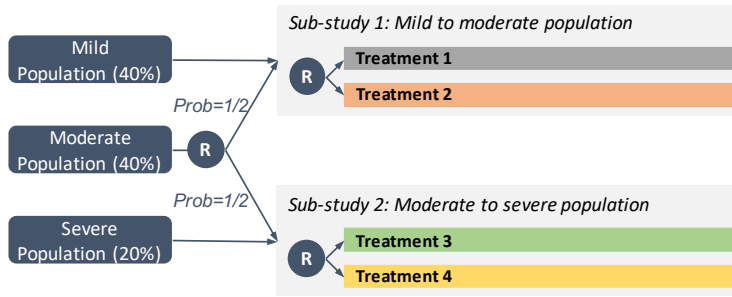 Mild
Population (40%)
Prob=1/2
Moderate
Population (40%)
R
Prob=1/2
Severe
Population (20%)
Sub-study 1: Mild to moderate population
R
Treatment 1
Treatment 2
Sub-study 2: Moderate to severe population
R
Treatment 3
Treatment 4